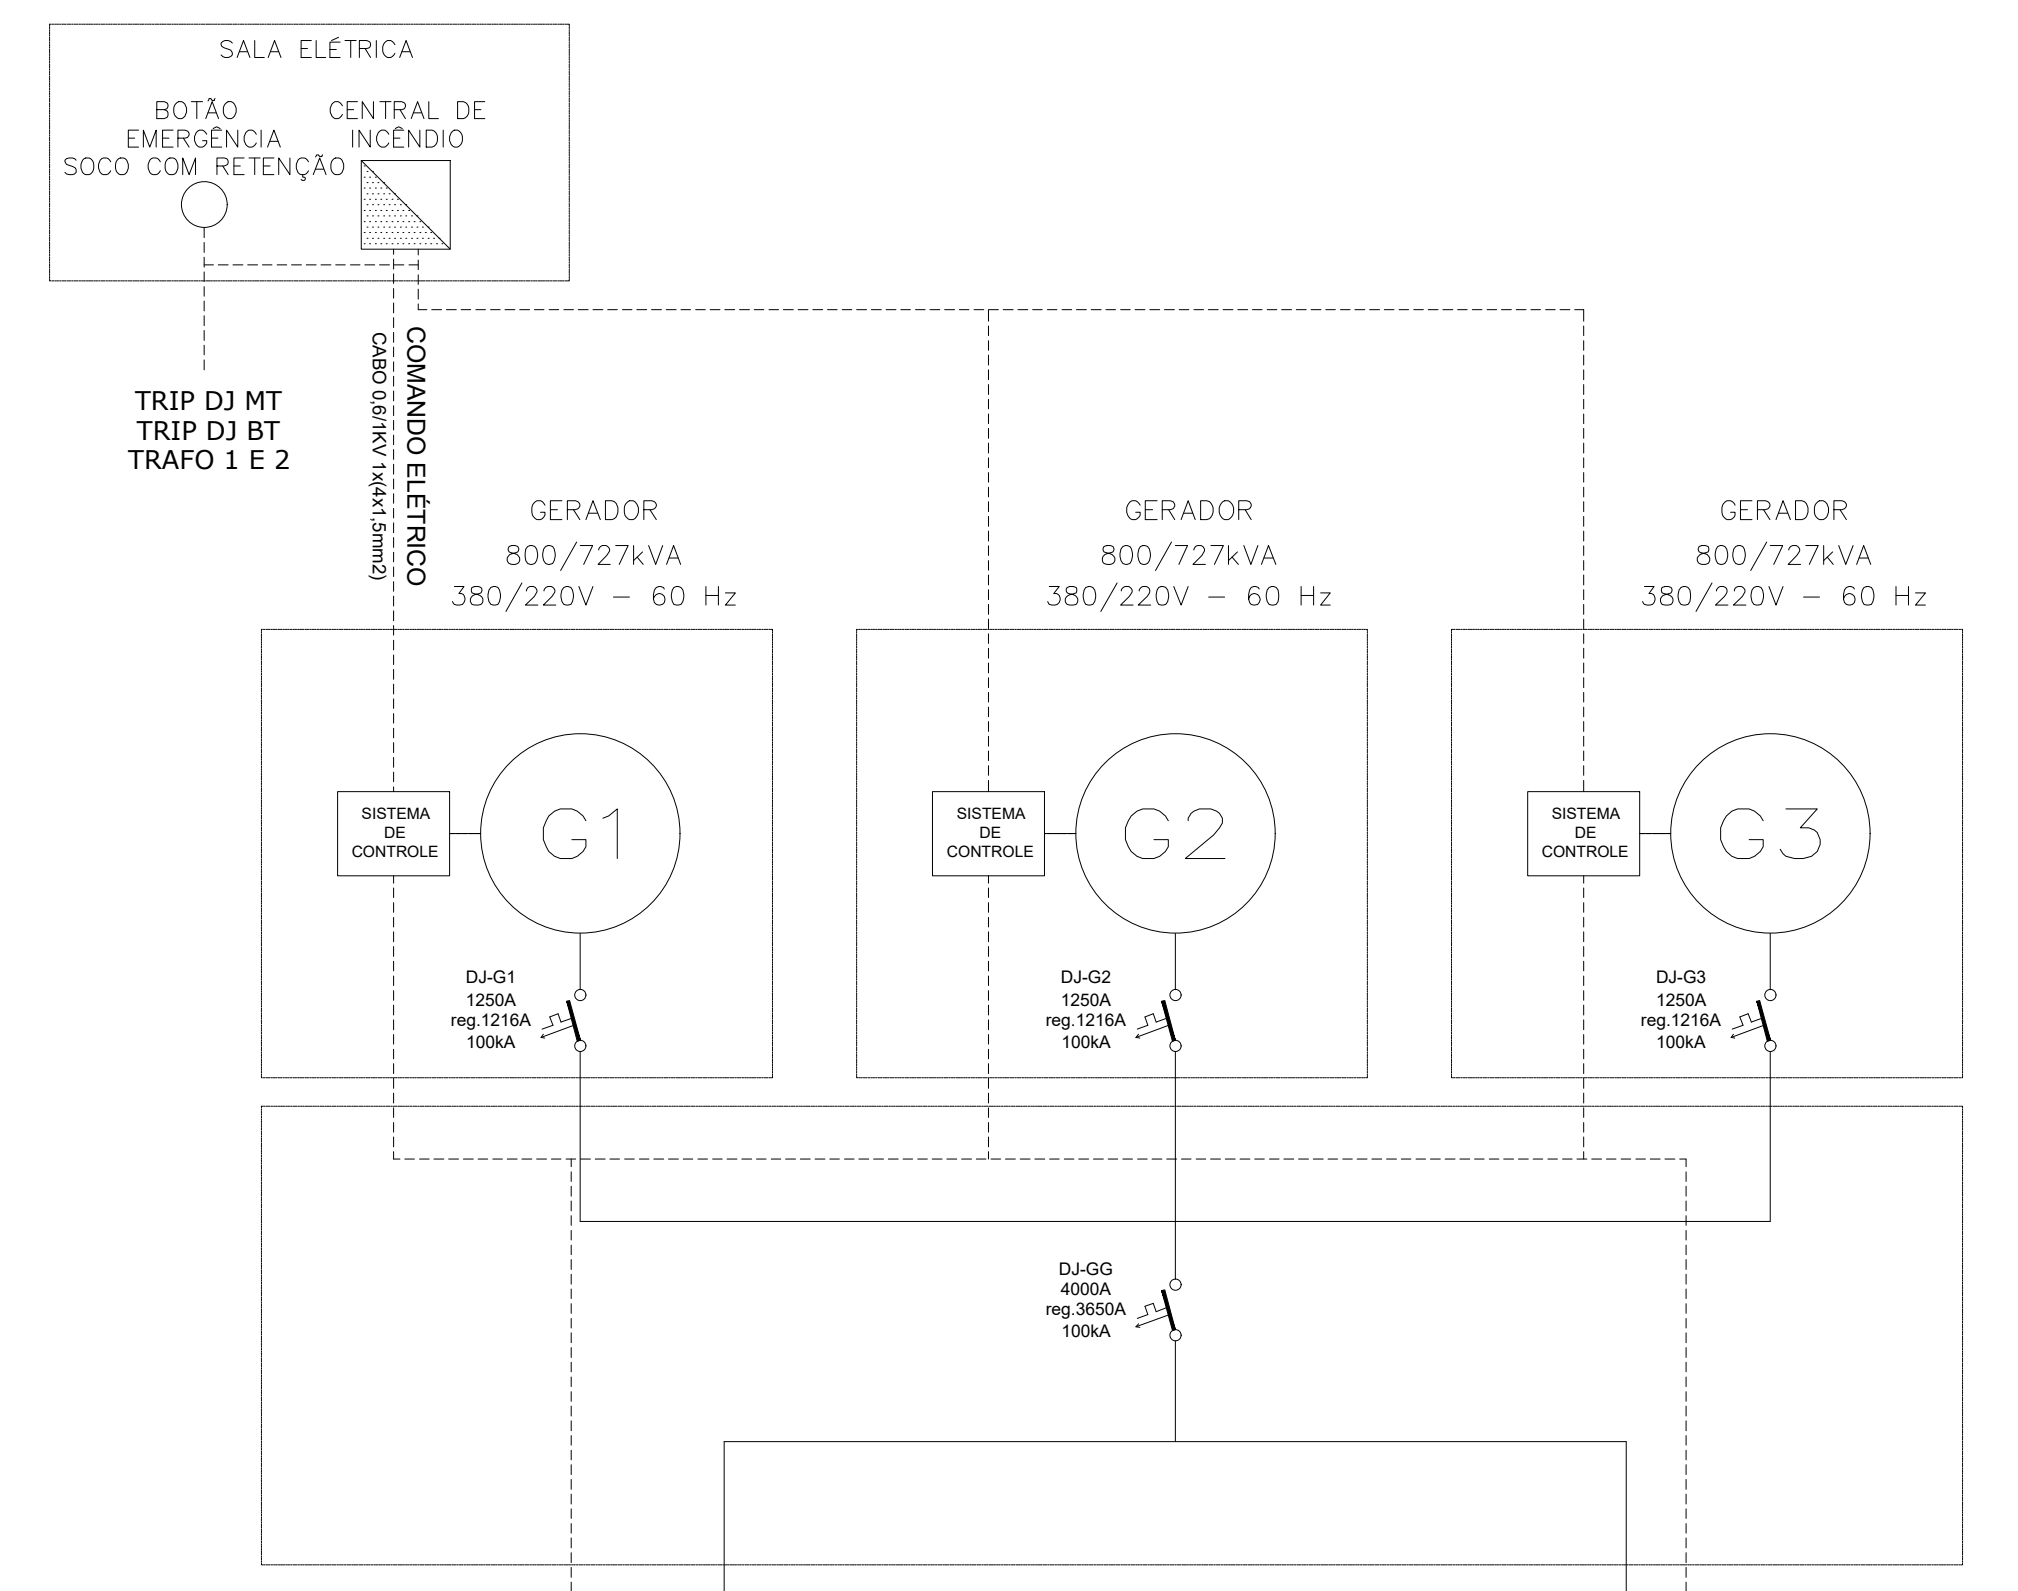 SALA ELÉTRICA
BOTÃO
EMERGÊNCIA
SOCO COM RETENÇÃO
CENTRAL DE
INCÊNDIO
TRIP DJ MT
TRIP DJ BT
TRAFO 1 E 2
COMANDO ELÉTRICO
CABO 0,6/1KV 1x(4x1,5mm2)
GERADOR
800/727kVA
380/220V – 60 Hz
GERADOR
800/727kVA
380/220V – 60 Hz
GERADOR
800/727kVA
380/220V – 60 Hz
SISTEMA
DE
CONTROLE
G1
SISTEMA
DE
CONTROLE
G2
SISTEMA
DE
CONTROLE
G3
DJ-G1
1250A
reg.1216A
100kA
DJ-G2
1250A
reg.1216A
100kA
DJ-G3
1250A
reg.1216A
100kA
DJ-GG
4000A
reg.3650A
100kA